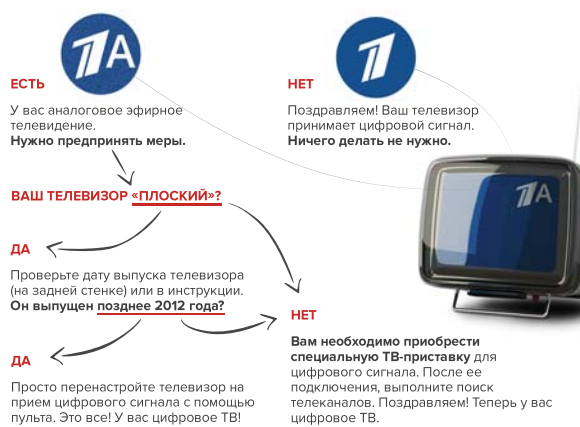 1А
1
ЕСТЬ
У вас аналоговое эфирное
телевидение.
Нужно предпринять меры.
НЕТ
Поздравляем! Ваш телевизор
принимает цифровой сигнал.
Ничего делать не нужно.
1А
ВАШ ТЕЛЕВИЗОР «ПЛОСКИЙ»?
ДА
Проверьте дату выпуска телевизора
(на задней стенке) или в инструкции.
Он выпущен позднее 2012 года?
НЕТ
Вам необходимо приобрести
специальную ТВ-приставку для
цифрового сигнала. После ее
подключения, выполните поиск
телеканалов. Поздравляем! Теперь у вас
цифровое ТВ.
ДА
Просто перенастройте телевизор на
прием цифрового сигнала с помощью
пульта. Это все! У вас цифровое ТВ!